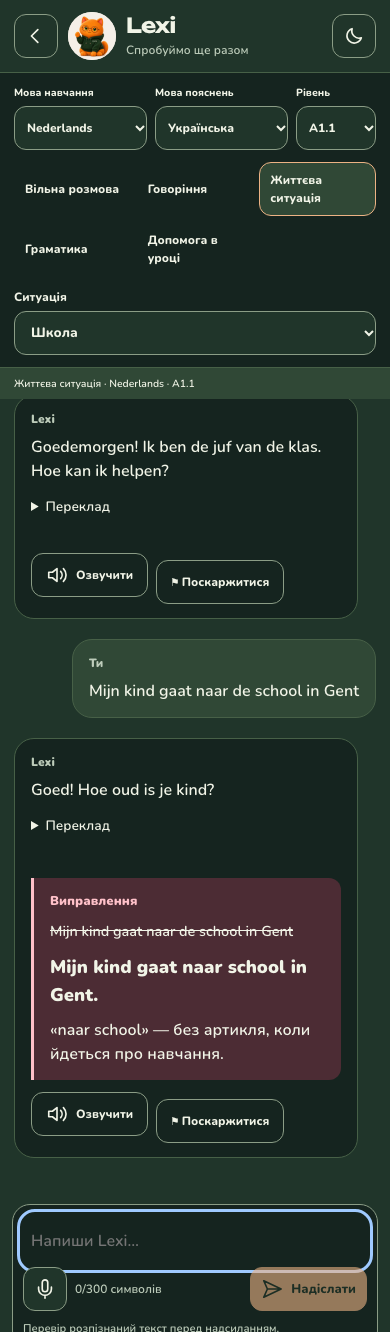 Lexi
Спробуймо ще разом
Мова навчання
Мова пояснень
Рівень
Nederlands
Українська
A1.1
Вільна розмова
Говоріння
Життєва
ситуація
Граматика
Допомога в
уроці
Ситуація
Школа
Життєва ситуація · Nederlands · A1.1
Lexi
Goedemorgen! Ik ben de juf van de klas.
Hoe kan ik helpen?
Переклад
Озвучити
Поскаржитися
Ти
Mijn kind gaat naar de school in Gent
Lexi
Goed! Hoe oud is je kind?
Переклад
Виправлення
Mijn kind gaat naar de school in Gent
Mijn kind gaat naar school in
Gent.
«naar school» — без артикля, коли
йдеться про навчання.
Озвучити
Поскаржитися
Напиши Lexi...
0/300 символів
Надіслати
Перевір розпізнаний текст перед надсиланням.